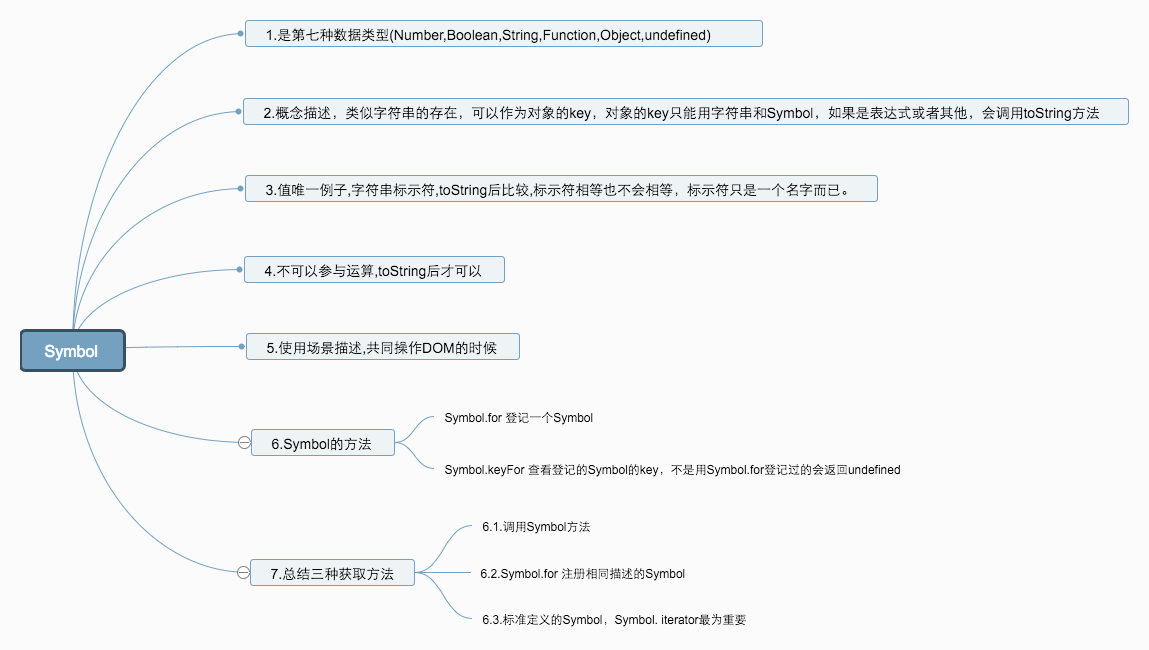 1.是第七种数据类型(Number,Boolean,String,Function,Object,undefined)
2.概念描述，类似字符串的存在，可以作为对象的key，对象的key只能用字符串和Symbol，如果是表达式或者其他，会调用toString方法
3.值唯一例子,字符串标示符,toString后比较,标示符相等也不会相等，标示符只是一个名字而已。
4.不可以参与运算,toString后才可以
Symbol
5.使用场景描述,共同操作DOM的时候
6.Symbol的方法
Symbol.for 登记一个Symbol
Symbol.keyFor 查看登记的Symbol的key，不是用Symbol.for登记过的会返回undefined
7.总结三种获取方法
6.1.调用Symbol方法
6.2.Symbol.for 注册相同描述的Symbol
6.3.标准定义的Symbol，Symbol. iterator最为重要